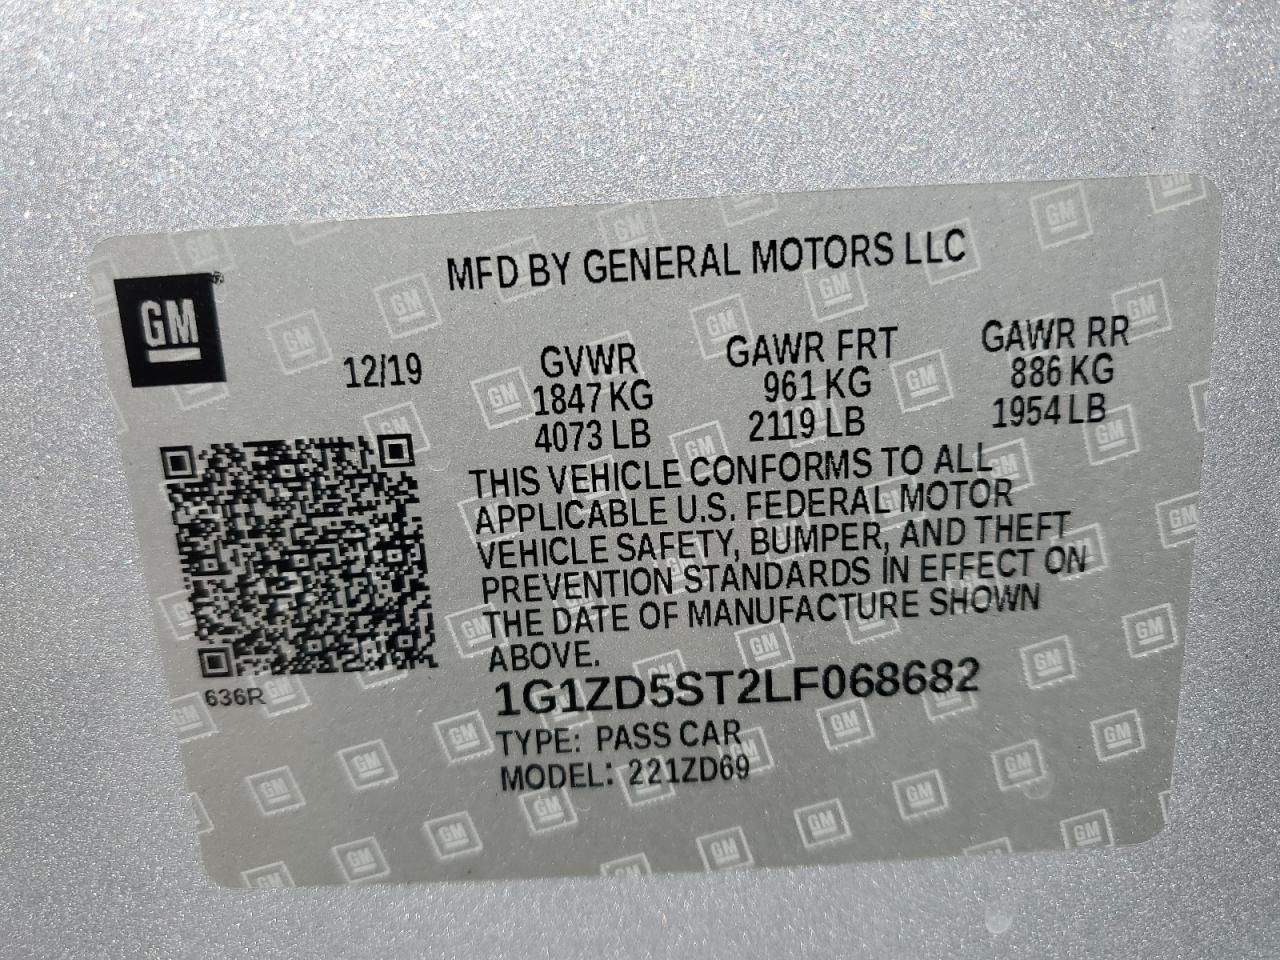 MFD BY GENERAL MOTORS LLC
GM
12/19
GVWR
1847 KG
4073 LB
GAWR FRT
961 KG
2119 LB
GAWR RR
886 KG
1954 LB
THIS VEHICLE CONFORMS TO ALL
APPLICABLE U.S. FEDERAL MOTOR
VEHICLE SAFETY, BUMPER, AND THEFT
PREVENTION STANDARDS IN EFFECT ON
THE DATE OF MANUFACTURE SHOWN
ABOVE.
636R
1G1ZD5ST2LF068682
TYPE: PASS CAR
MODEL: 221ZD69